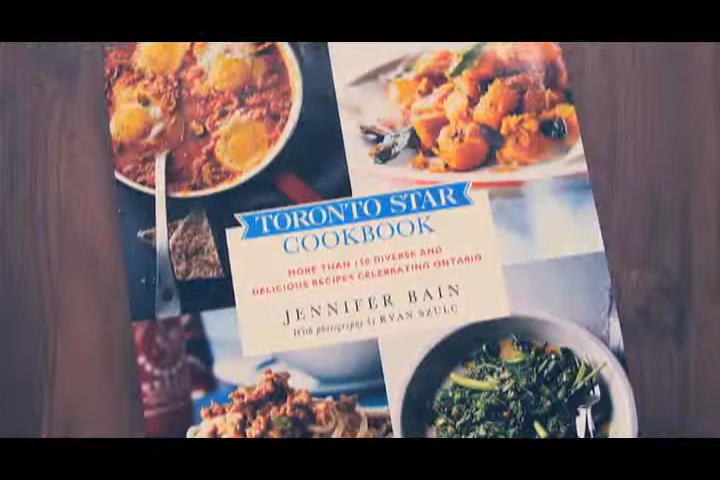 TORONTO STAR
COOKBOOK
MORE THAN 150 DIVERSE AND
DELICIOUS RECIPES CELEBRATING ONTARIO
JENNIFER BAIN
With photography by RYAN SZULC